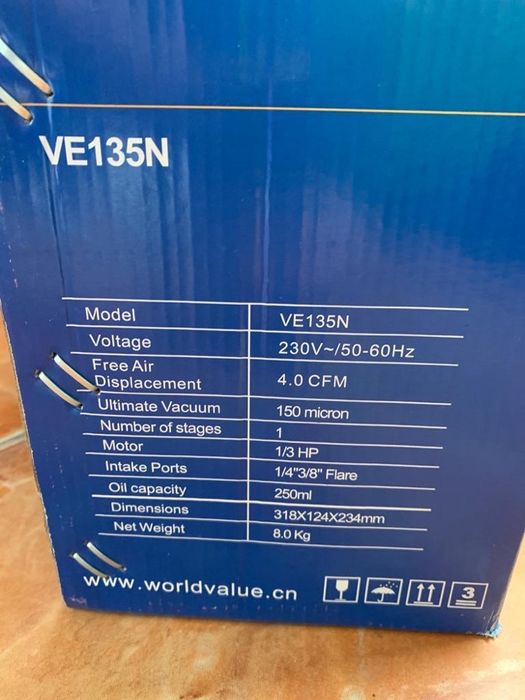 VE135N
Model VE135N
Voltage 230V~/50-60Hz
Free Air
Displacement 4.0 CFM
Ultimate Vacuum 150 micron
Number of stages 1
Motor 1/3 HP
Intake Ports 1/4"3/8" Flare
Oil capacity 250ml
Dimensions 318X124X234mm
Net Weight 8.0 Kg
www.worldvalue.cn
3